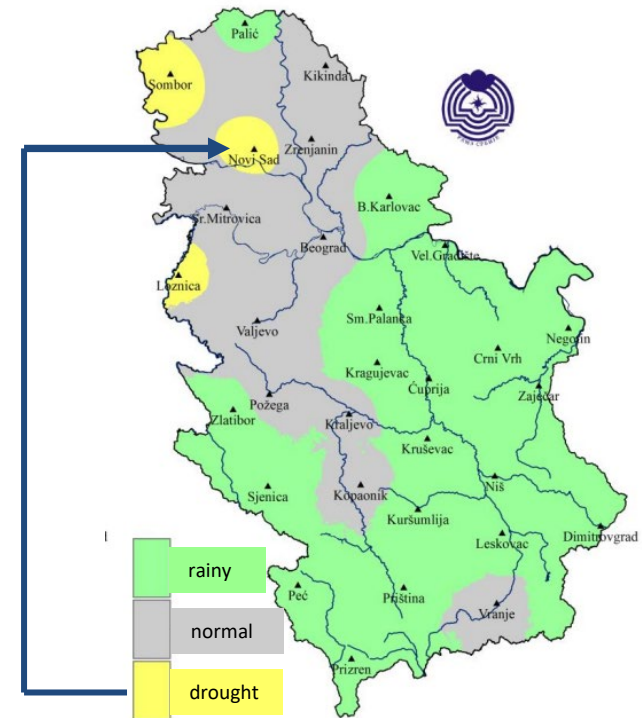 Palić
Kikinda
Sombor
Novi Sad
Zrenjanin
B.Karlovac
Sr.Mitrovica
Beograd
Vel.Gradište
Loznica
Sm.Palanka
Valjevo
Negotin
Crni Vrh
Kragujevac
Ćuprija
Zaječar
Požega
Zlatibor
Kraljevo
Kruševac
Niš
Sjenica
Kopaonik
Kuršumlija
Leskovac
Dimitrovgrad
rainy
Peć
Priština
Vranje
normal
Prizren
drought